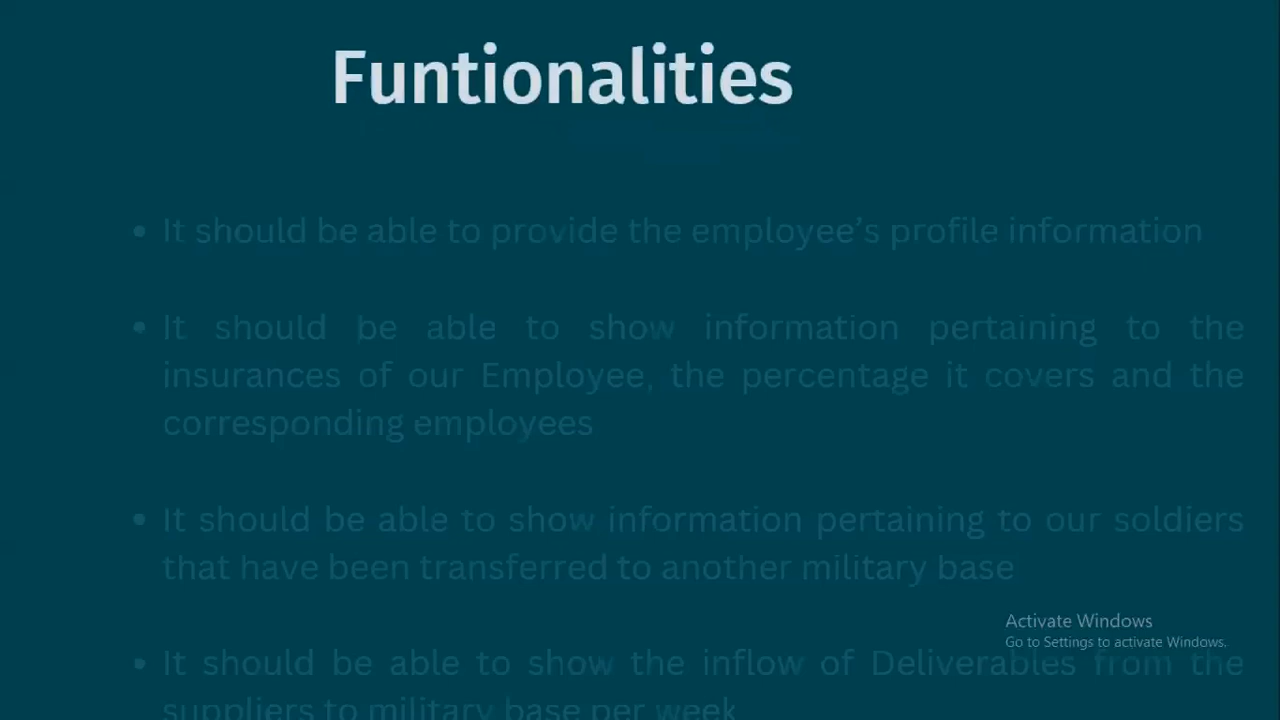 Funtionalities
• It should be able to provide the employee’s profile information
• It should be able to show information pertaining to the
insurances of our Employee, the percentage it covers and the
corresponding employees
• It should be able to show information pertaining to our soldiers
that have been transferred to another military base
Activate Windows
Go to Settings to activate Windows.
• It should be able to show the inflow of Deliverables from the
suppliers to military base per week